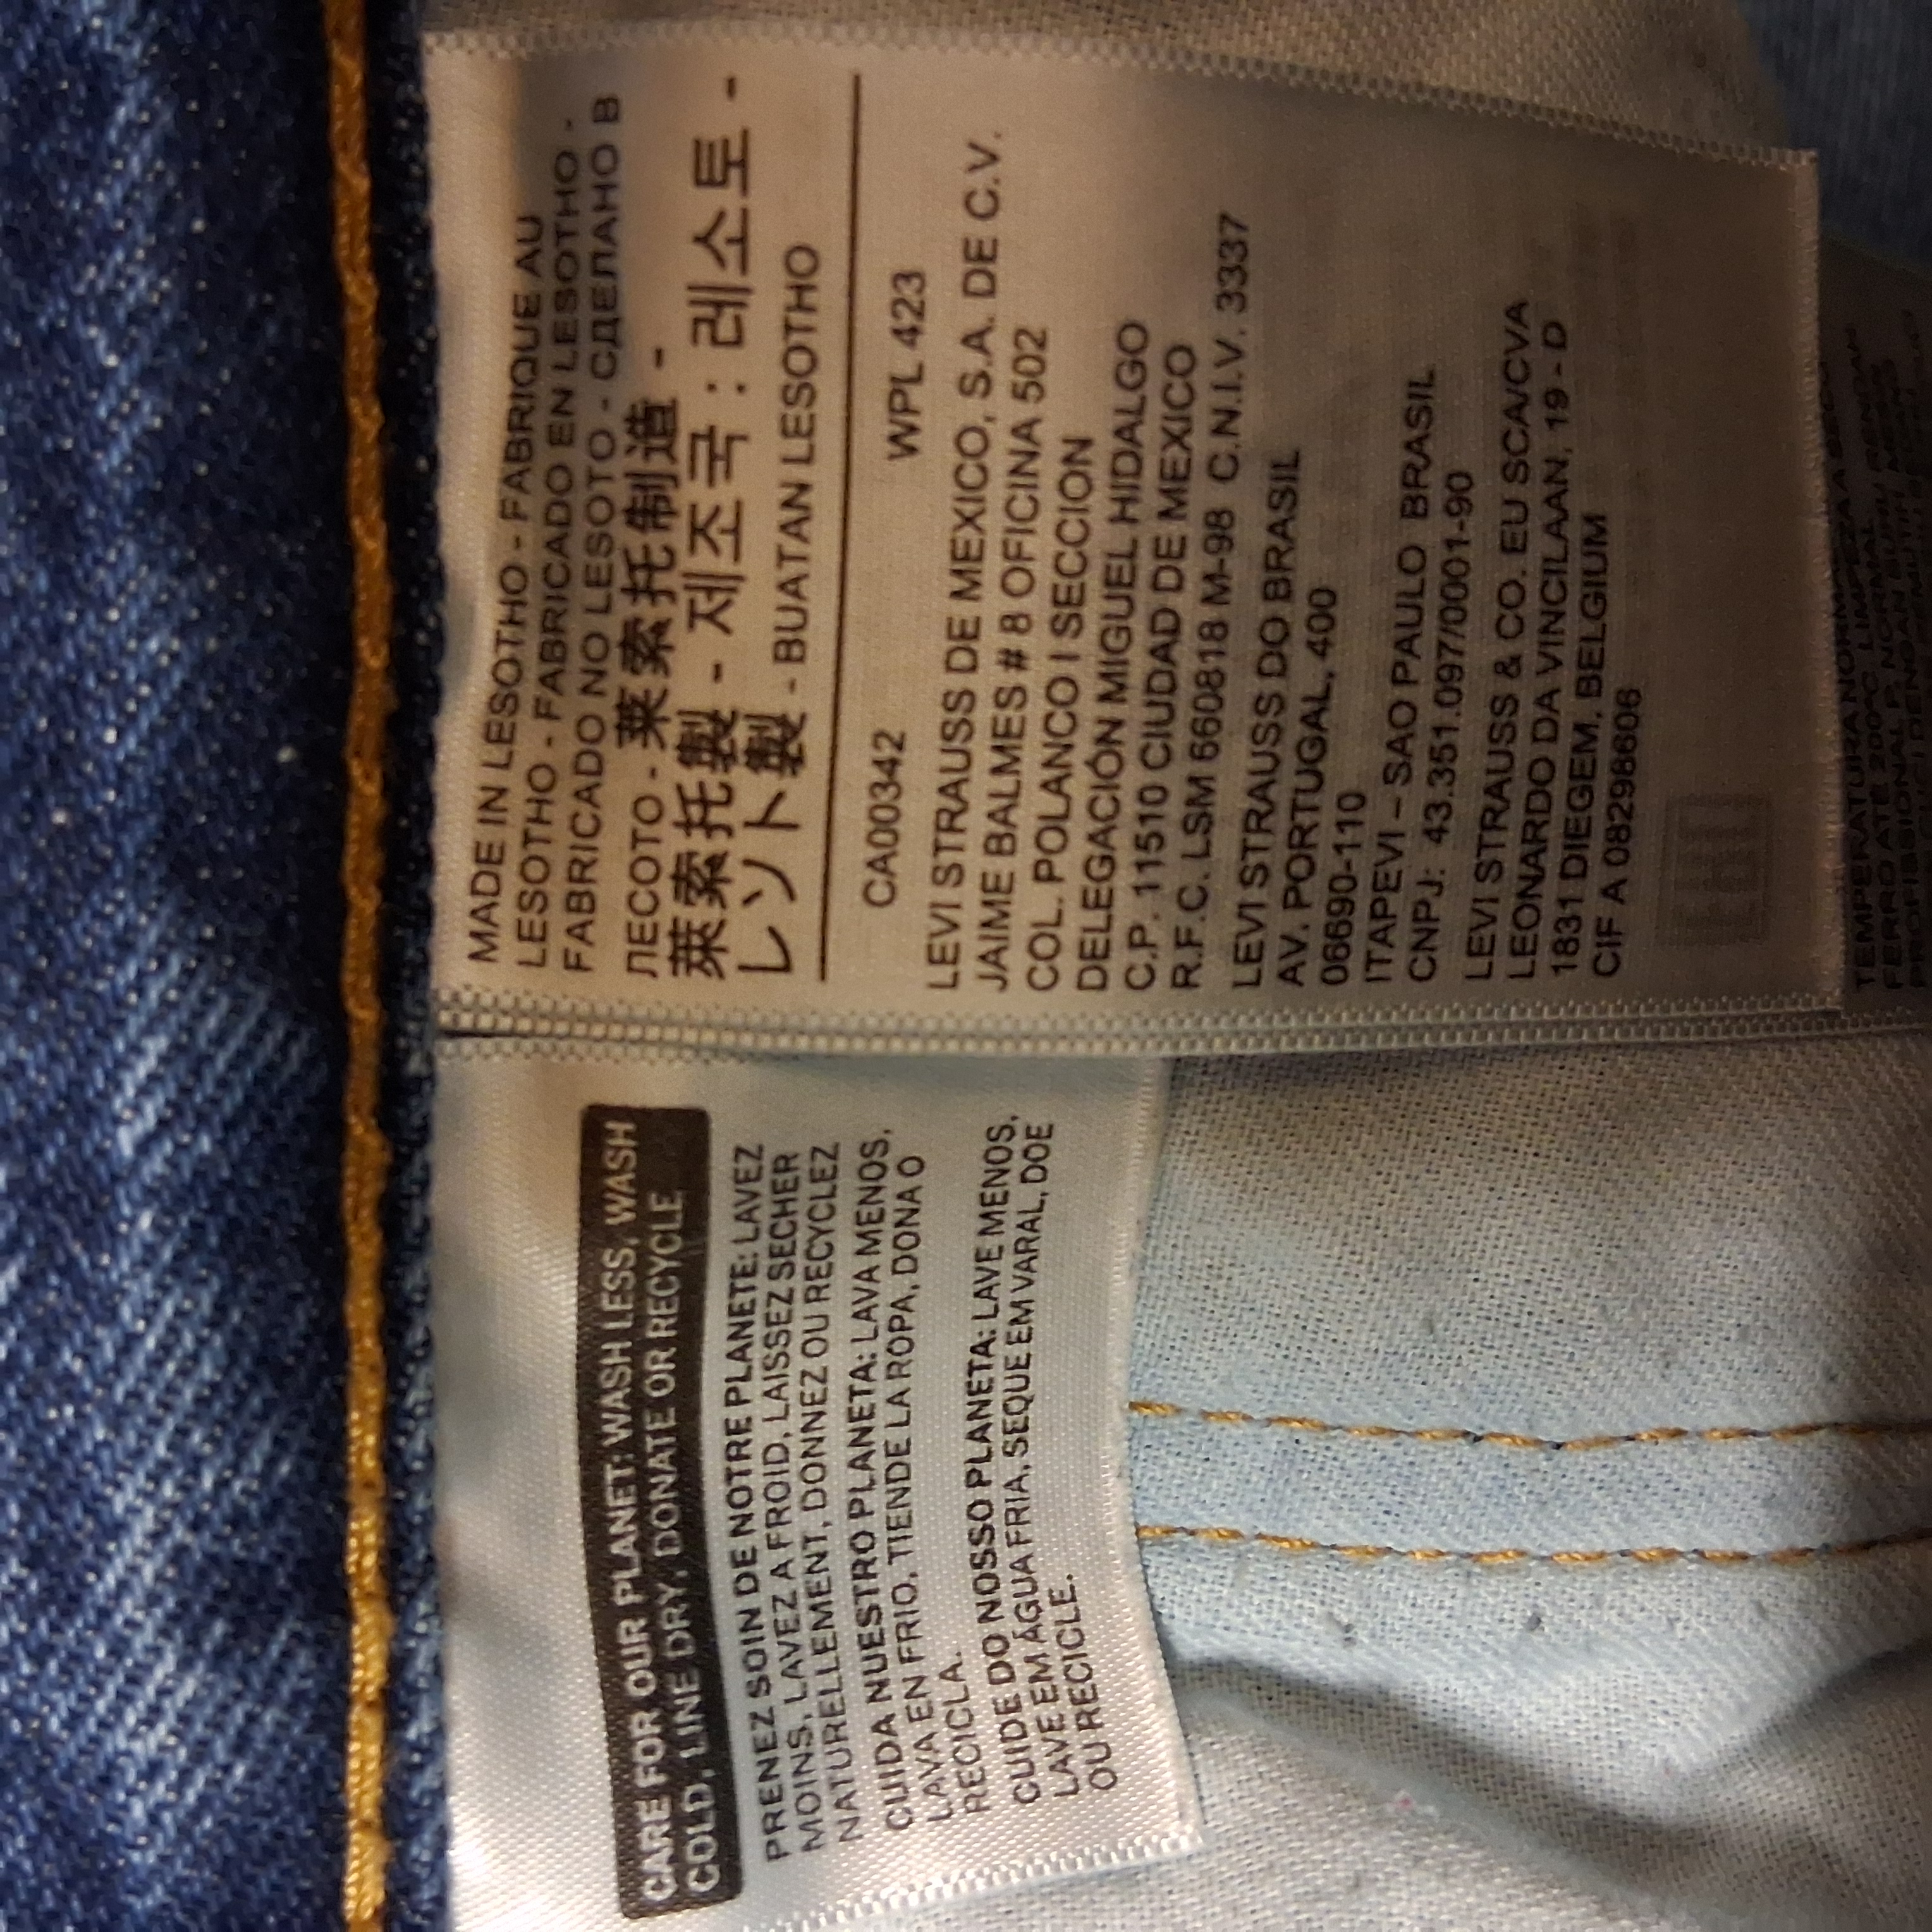 MADE IN LESOTHO - FABRIQUE AU
LESOTHO - FABRICADO EN LESOTHO -
FABRICADO NO LESOTO - СДЕЛАНО В
ЛЕСОТО - 莱索托制造 -
萊索托製 - 제조국 : 레소토 -
レソト製 - BUATAN LESOTHO
CA00342 WPL 423
LEVI STRAUSS DE MEXICO, S.A. DE C.V.
JAIME BALMES # 8 OFICINA 502
COL. POLANCO I SECCION
DELEGACIÓN MIGUEL HIDALGO
C.P. 11510 CIUDAD DE MEXICO
R.F.C. LSM 660818 M-98 C.N.I.V. 3337
LEVI STRAUSS DO BRASIL
AV. PORTUGAL, 400
06690-110
ITAPEVI – SAO PAULO BRASIL
CNPJ: 43.351.097/0001-90
LEVI STRAUSS & CO. EU SCA/CVA
LEONARDO DA VINCILAAN, 19 - D
1831 DIEGEM, BELGIUM
CIF A 08298606
CARE FOR OUR PLANET: WASH LESS, WASH
COLD, LINE DRY, DONATE OR RECYCLE
PRENEZ SOIN DE NOTRE PLANETE: LAVEZ
MOINS, LAVEZ A FROID, LAISSEZ SECHER
NATURELLEMENT, DONNEZ OU RECYCLEZ
CUIDA NUESTRO PLANETA: LAVA MENOS,
LAVA EN FRIO, TIENDE LA ROPA, DONA O
RECICLA.
CUIDE DO NOSSO PLANETA: LAVE MENOS,
LAVE EM ÁGUA FRIA, SEQUE EM VARAL, DOE
OU RECICLE.